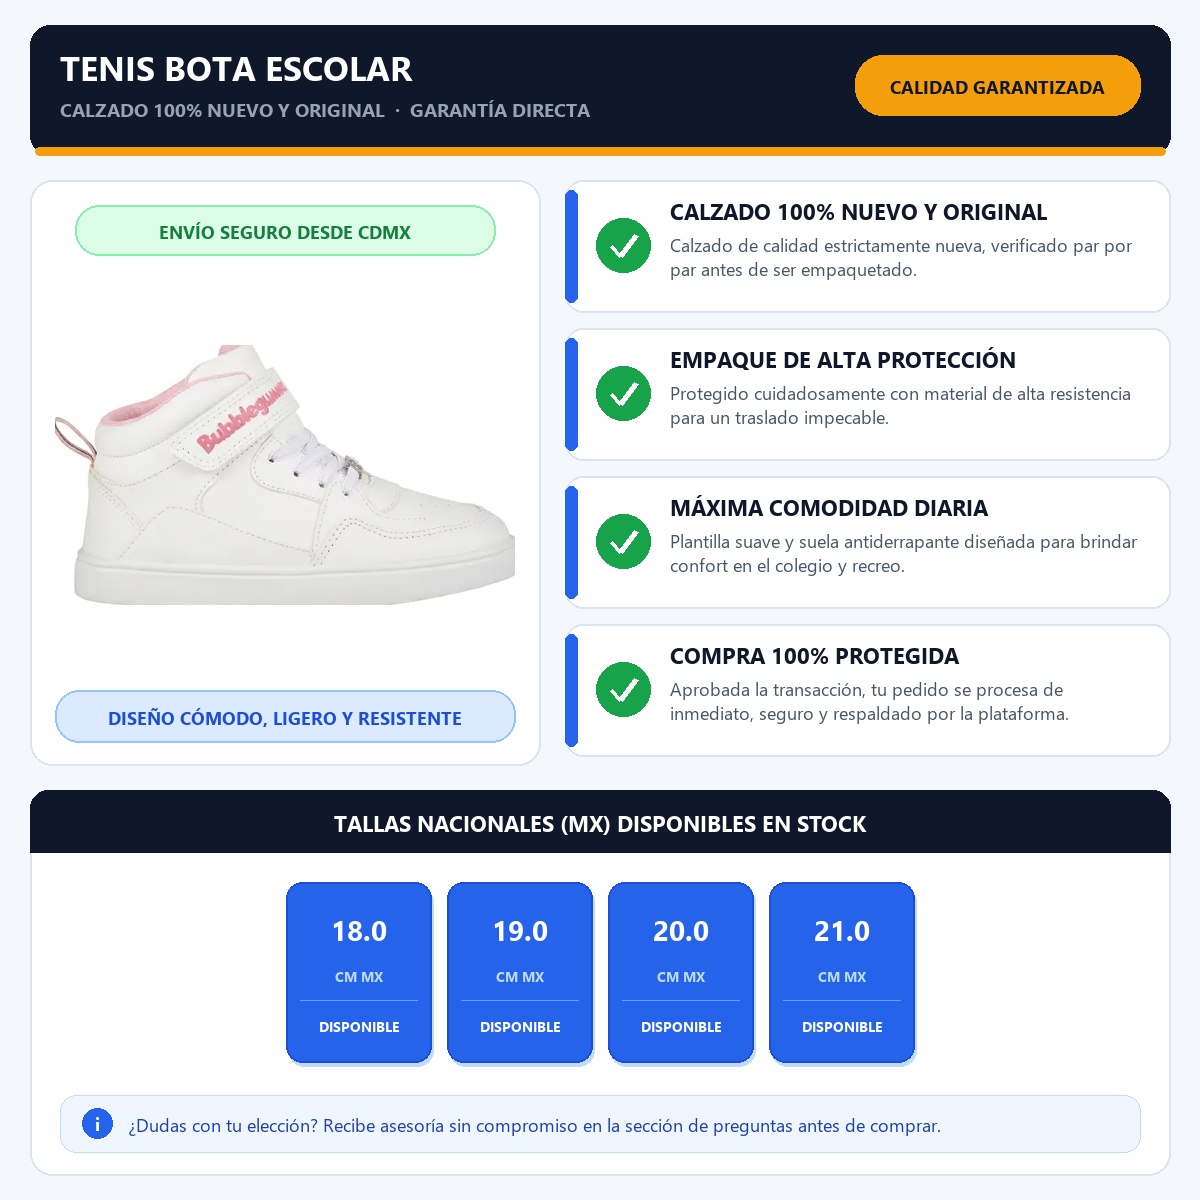 TENIS BOTA ESCOLAR
CALZADO 100% NUEVO Y ORIGINAL · GARANTÍA DIRECTA
CALIDAD GARANTIZADA
ENVÍO SEGURO DESDE CDMX
Bubblegummers
DISEÑO CÓMODO, LIGERO Y RESISTENTE
CALZADO 100% NUEVO Y ORIGINAL
Calzado de calidad estrictamente nueva, verificado par por
par antes de ser empaquetado.
EMPAQUE DE ALTA PROTECCIÓN
Protegido cuidadosamente con material de alta resistencia
para un traslado impecable.
MÁXIMA COMODIDAD DIARIA
Plantilla suave y suela antiderrapante diseñada para brindar
confort en el colegio y recreo.
COMPRA 100% PROTEGIDA
Aprobada la transacción, tu pedido se procesa de
inmediato, seguro y respaldado por la plataforma.
TALLAS NACIONALES (MX) DISPONIBLES EN STOCK
18.0
CM MX
DISPONIBLE
19.0
CM MX
DISPONIBLE
20.0
CM MX
DISPONIBLE
21.0
CM MX
DISPONIBLE
¿Dudas con tu elección? Recibe asesoría sin compromiso en la sección de preguntas antes de comprar.